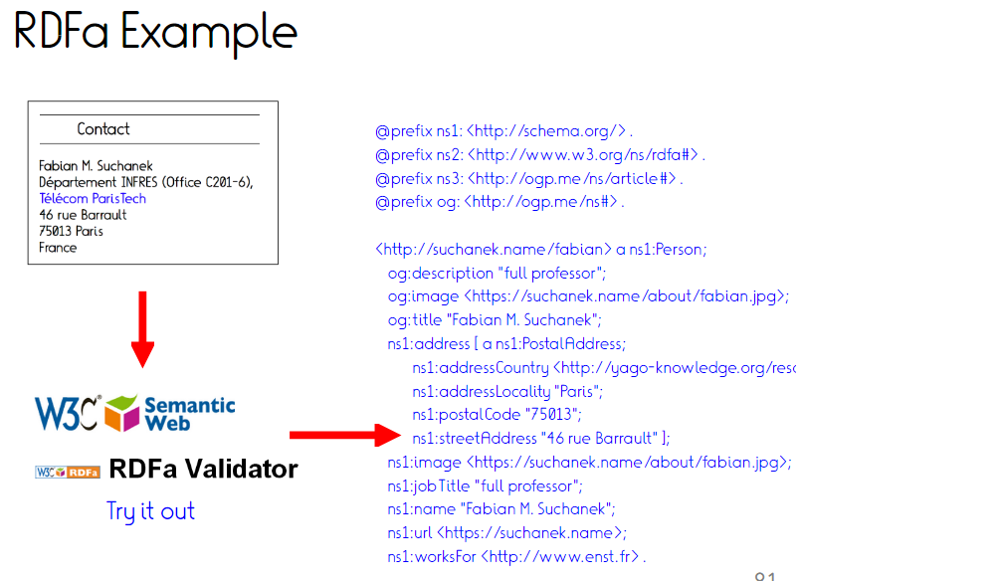 RDFa Example
Contact
Fabian M. Suchanek
Département INFRES (Office C201-6),
Télécom ParisTech
46 rue Barrault
75013 Paris
France
W3C® Semantic
Web
W3C RDFa RDFa Validator
Try it out
@prefix ns1: <http://schema.org/> .
@prefix ns2: <http://www.w3.org/ns/rdfa#> .
@prefix ns3: <http://ogp.me/ns/article#> .
@prefix og: <http://ogp.me/ns#> .
<http://suchanek.name/fabian> a ns1:Person;
og:description "full professor";
og:image <https://suchanek.name/about/fabian.jpg>;
og:title "Fabian M. Suchanek";
ns1:address [ a ns1:PostalAddress;
ns1:addressCountry <http://yago-knowledge.org/reso
ns1:addressLocality "Paris";
ns1:postalCode "75013";
ns1:streetAddress "46 rue Barrault" ];
ns1:image <https://suchanek.name/about/fabian.jpg>;
ns1:jobTitle "full professor";
ns1:name "Fabian M. Suchanek";
ns1:url <https://suchanek.name>;
ns1:worksFor <http://www.enst.fr> .